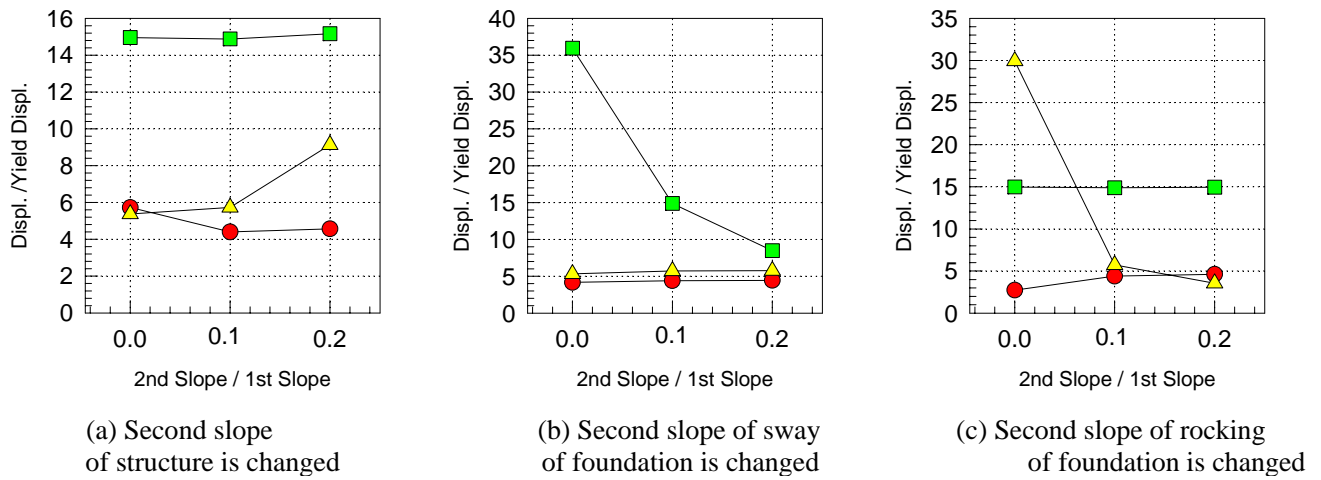 16
14
12
10
8
6
4
2
0
Displ. /Yield Displ.
0.0 0.1 0.2
2nd Slope / 1st Slope
(a) Second slope
of structure is changed
40
35
30
25
20
15
10
5
0
Displ. / Yield Displ.
0.0 0.1 0.2
2nd Slope / 1st Slope
(b) Second slope of sway
of foundation is changed
35
30
25
20
15
10
5
0
Displ. / Yield Displ.
0.0 0.1 0.2
2nd Slope / 1st Slope
(c) Second slope of rocking
of foundation is changed